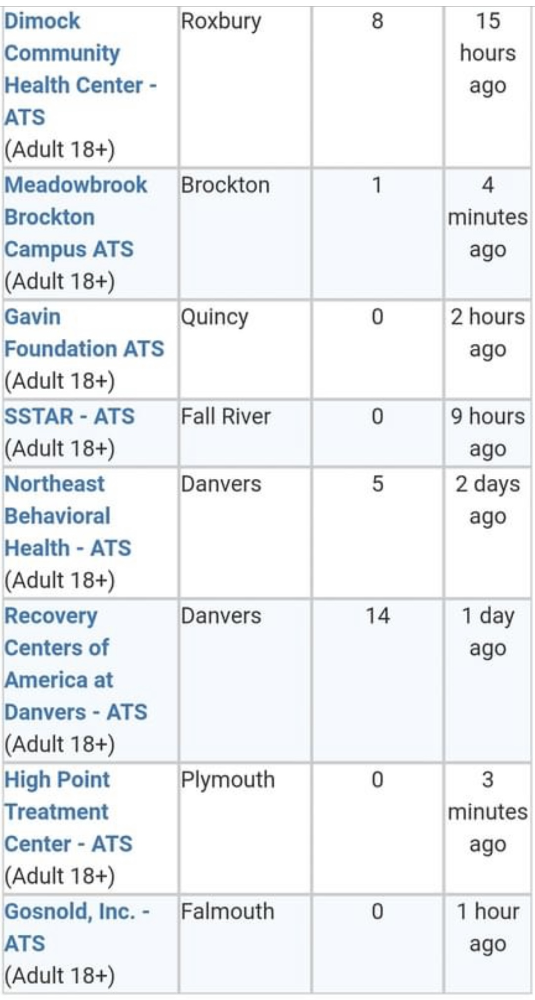 Dimock Roxbury 8 15
Community hours
Health Center - ago
ATS
(Adult 18+)
Meadowbrook Brockton 1 4
Brockton minutes
Campus ATS ago
(Adult 18+)
Gavin Quincy 0 2 hours
Foundation ATS ago
(Adult 18+)
SSTAR - ATS Fall River 0 9 hours
(Adult 18+) ago
Northeast Danvers 5 2 days
Behavioral ago
Health - ATS
(Adult 18+)
Recovery Danvers 14 1 day
Centers of ago
America at
Danvers - ATS
(Adult 18+)
High Point Plymouth 0 3
Treatment minutes
Center - ATS ago
(Adult 18+)
Gosnold, Inc. - Falmouth 0 1 hour
ATS ago
(Adult 18+)